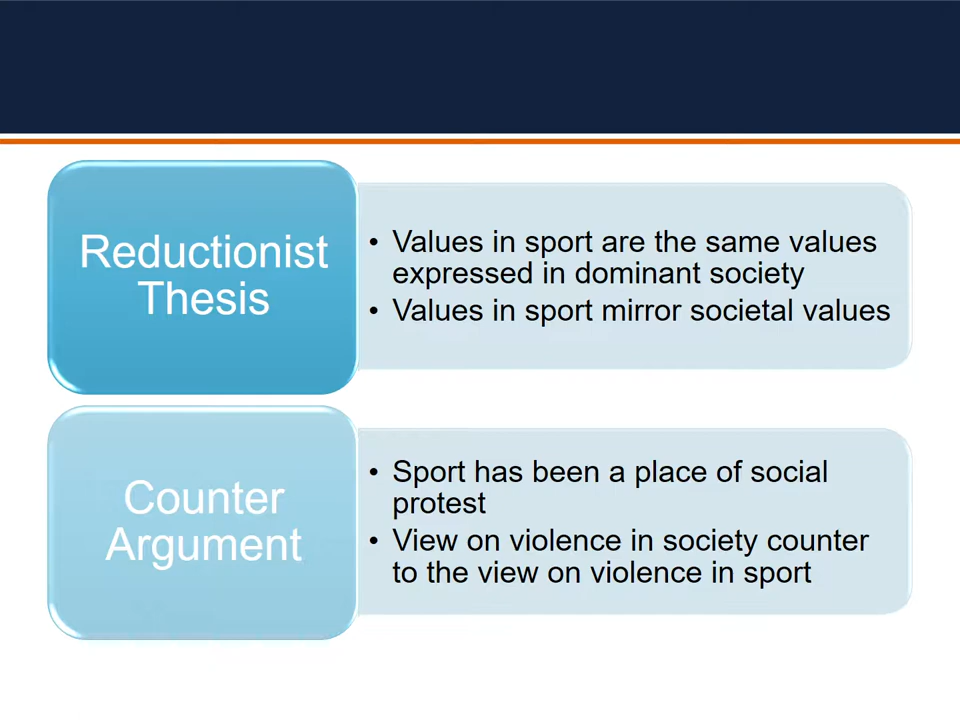 Reductionist
Thesis
• Values in sport are the same values
expressed in dominant society
• Values in sport mirror societal values
Counter
Argument
• Sport has been a place of social
protest
• View on violence in society counter
to the view on violence in sport